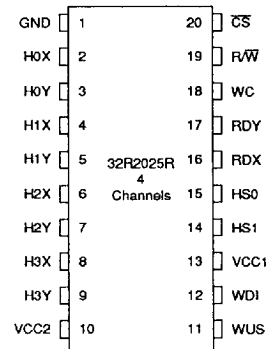 GND 1 20 C̅S̅
H0X 2 19 R/W̅
H0Y 3 18 WC
H1X 4 17 RDY
H1Y 5 32R2025R 16 RDX
4
H2X 6 Channels 15 HS0
H2Y 7 14 HS1
H3X 8 13 VCC1
H3Y 9 12 WDI
VCC2 10 11 WUS